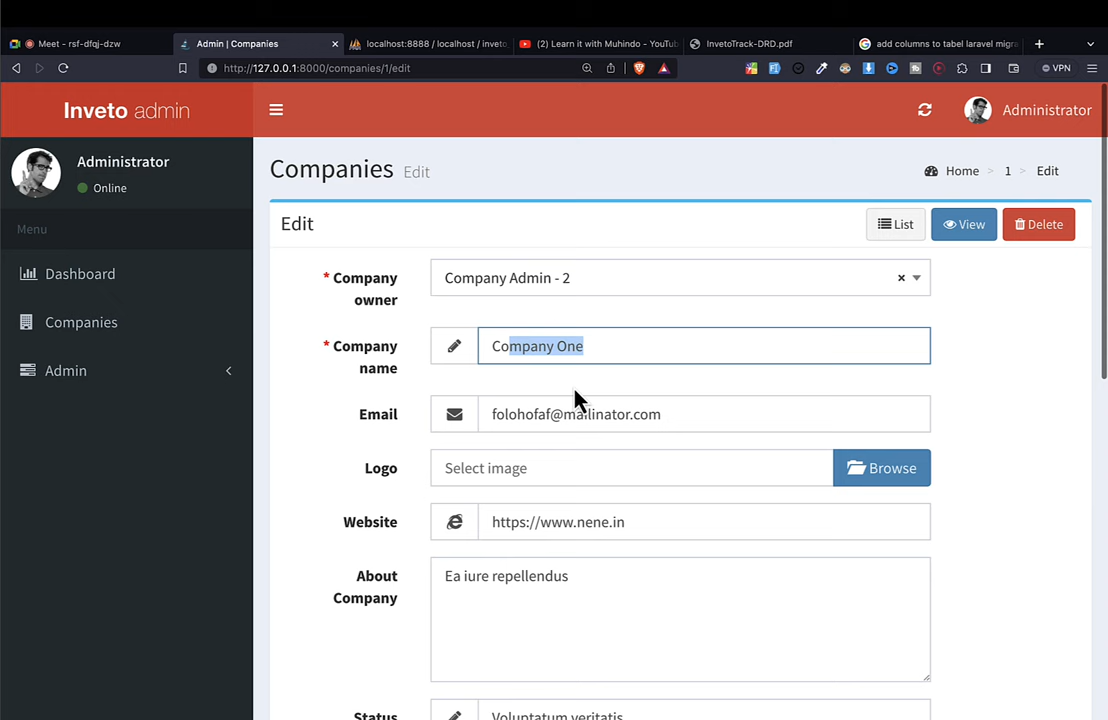 Meet - rsf-dfqj-dzw
Admin | Companies
localhost:8888 / localhost / inveto
(2) Learn it with Muhindo - YouTub
InvetoTrack-DRD.pdf
add columns to tabel laravel migra
http://127.0.0.1:8000/companies/1/edit
VPN
Inveto admin
Administrator
Administrator
Online
Menu
Dashboard
Companies
Admin
Companies Edit
Home > 1 > Edit
Edit
List
View
Delete
* Company owner
Company Admin - 2
* Company name
Company One
Email
folohofaf@mailinator.com
Logo
Select image
Browse
Website
https://www.nene.in
About Company
Ea iure repellendus
Status
Voluptatum veritatis